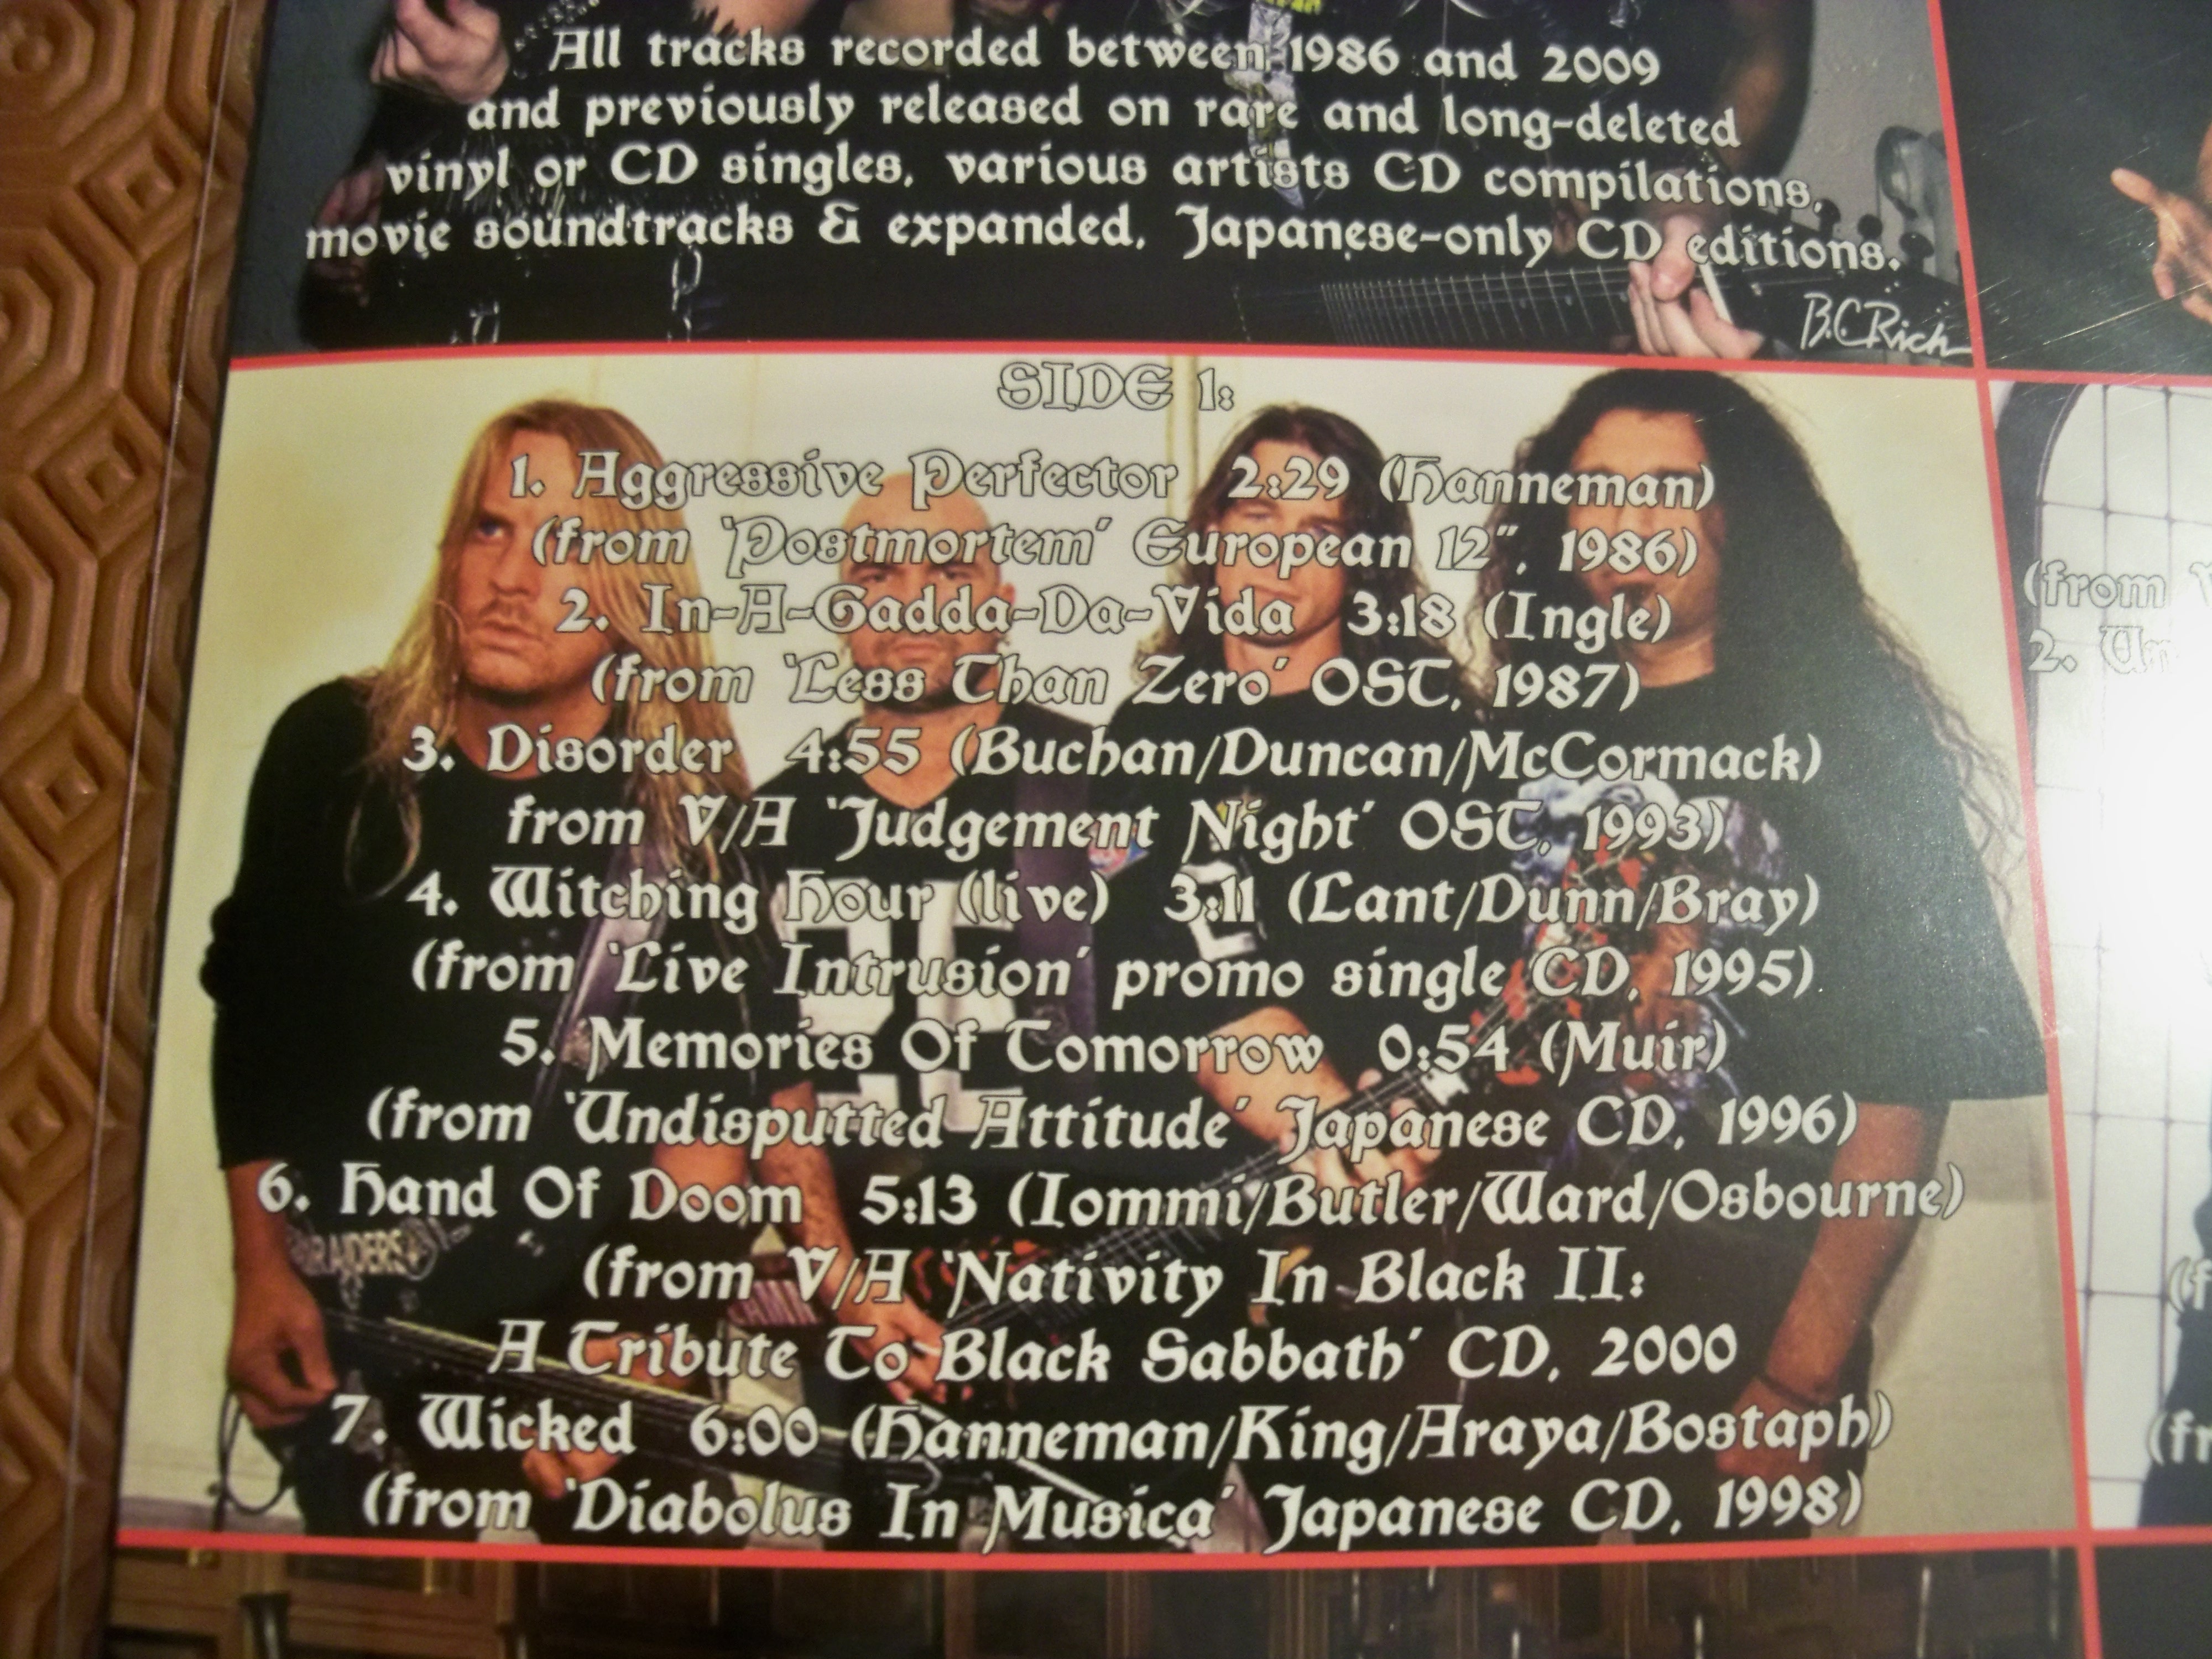 All tracks recorded between 1986 and 2009
and previously released on rare and long-deleted
vinyl or CD singles, various artists CD compilations,
movie soundtracks & expanded, Japanese-only CD editions.
B.C.Rich
SIDE 1:
1. Aggressive Perfector 2:29 (Hanneman)
(from 'Postmortem' European 12", 1986)
2. In-A-Gadda-Da-Vida 3:18 (Ingle)
(from 'Less Than Zero' OST, 1987)
3. Disorder 4:55 (Buchan/Duncan/McCormack)
from V/A 'Judgement Night' OST, 1993)
4. Witching Hour (live) 3:11 (Lant/Dunn/Bray)
(from 'Live Intrusion' promo single CD, 1995)
5. Memories Of Tomorrow 0:54 (Muir)
(from 'Undisputted Attitude' Japanese CD, 1996)
6. Hand Of Doom 5:13 (Iommi/Butler/Ward/Osbourne)
(from V/A 'Nativity In Black II:
A Tribute To Black Sabbath' CD, 2000
7. Wicked 6:00 (Hanneman/King/Araya/Bostaph)
(from 'Diabolus In Musica' Japanese CD, 1998)
RAIDERS
(from
2.